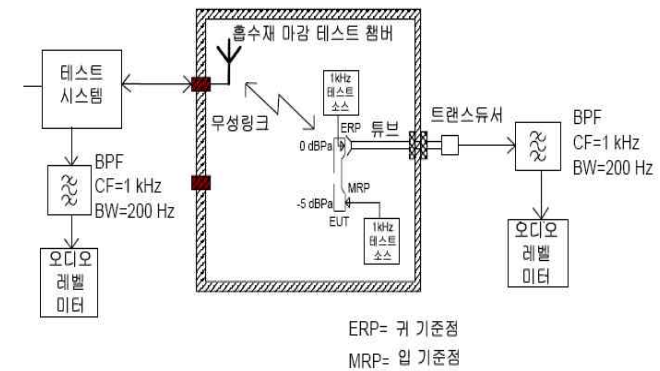 흡수재 마감 테스트 챔버
테스트
시스템
무성링크
1kHz
테스트
소스
ERP
튜브
0 dBPa
트랜스듀서
BPF
CF=1 kHz
BW=200 Hz
BPF
CF=1 kHz
BW=200 Hz
MRP
-5 dBPa
EUT
1kHz
테스트
소스
오디오
레벨
미터
오디오
레벨
미터
ERP= 귀 기준점
MRP= 입 기준점